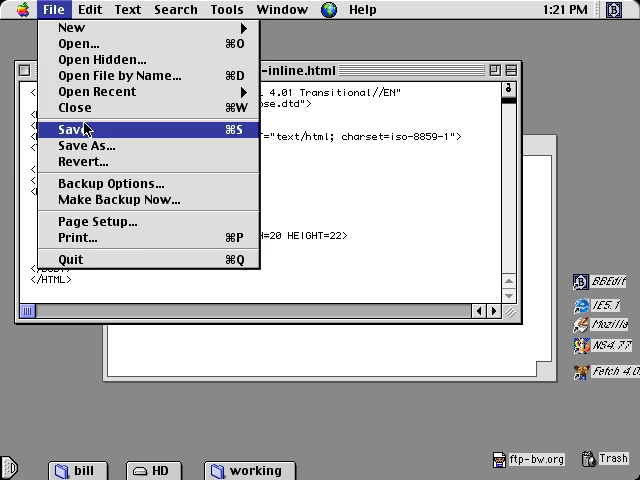 File Edit Text Search Tools Window Help 1:21 PM
New
Open... ⌘O
Open Hidden...
Open File by Name... ⌘D
Open Recent
Close ⌘W
Save ⌘S
Save As...
Revert...
Backup Options...
Make Backup Now...
Page Setup...
Print... ⌘P
Quit ⌘Q
-inline.html
4.01 Transitional//EN"
ose.dtd">
="text/html; charset=iso-8859-1">
H=20 HEIGHT=22>
</HTML>
BBEdit
IE5.1
Mozilla
NS4.77
Fetch 4.0
ftp-bw.org
Trash
bill
HD
working